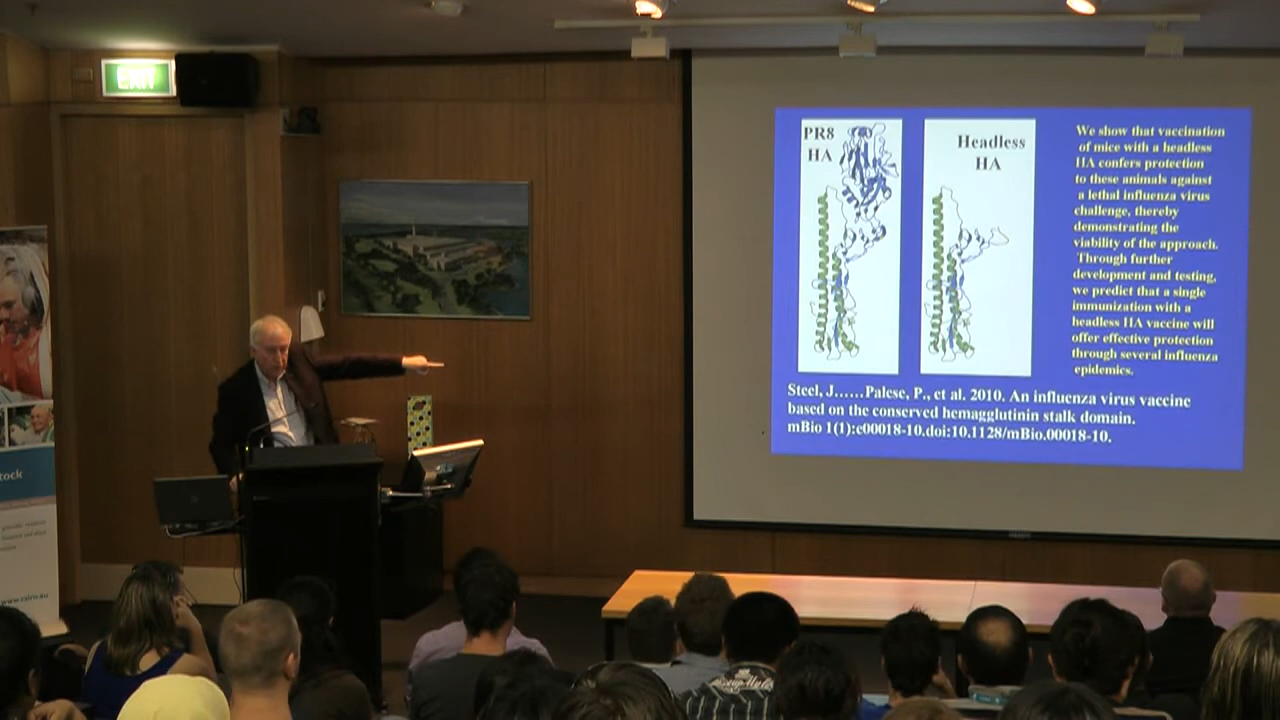 EXIT
PR8
HA
Headless
HA
We show that vaccination
of mice with a headless
HA confers protection
to these animals against
a lethal influenza virus
challenge, thereby
demonstrating the
viability of the approach.
Through further
development and testing,
we predict that a single
immunization with a
headless HA vaccine will
offer effective protection
through several influenza
epidemics.
Steel, J......Palese, P., et al. 2010. An influenza virus vaccine
based on the conserved hemagglutinin stalk domain.
mBio 1(1):e00018-10.doi:10.1128/mBio.00018-10.
tock
www.csiro.au